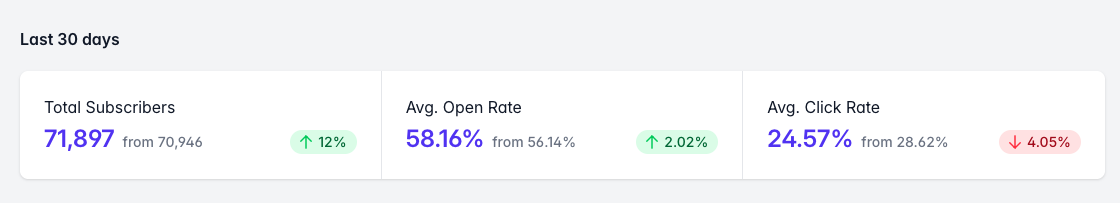 Last 30 days
Total Subscribers
71,897 from 70,946
12%
Avg. Open Rate
58.16% from 56.14%
2.02%
Avg. Click Rate
24.57% from 28.62%
4.05%